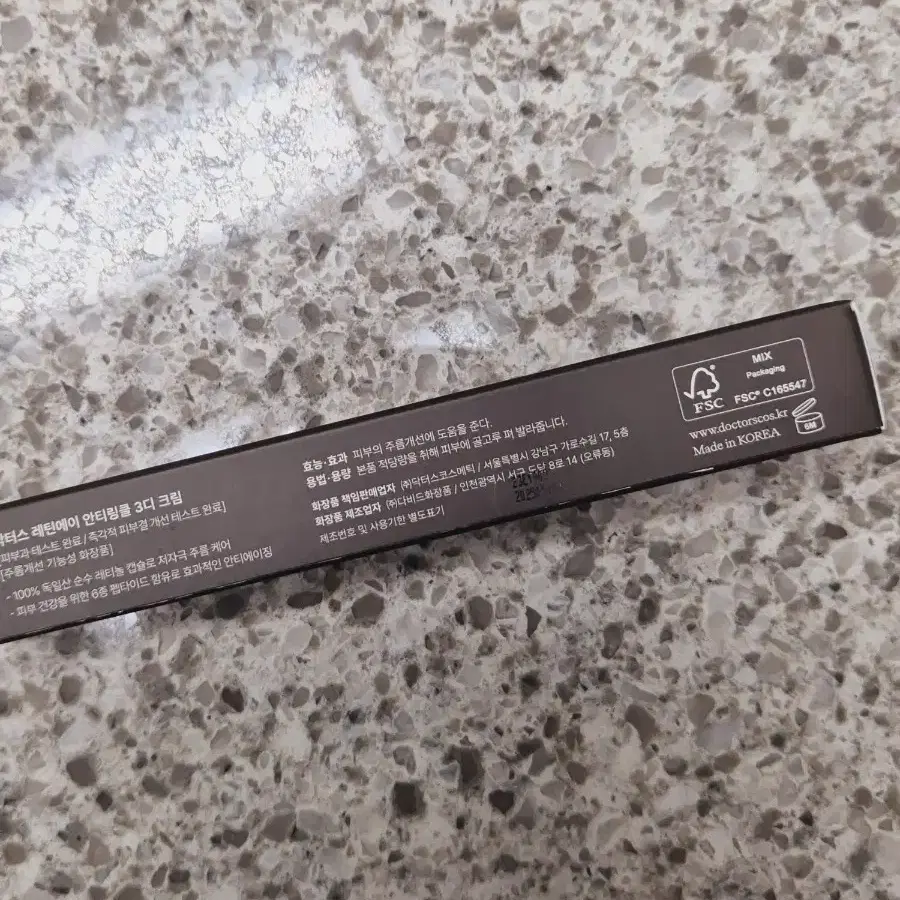 닥터스 레틴에이 안티링클 3디 크림
[피부과 테스트 완료 / 즉각적 피부결 개선 테스트 완료]
[주름개선 기능성 화장품]
- 100% 독일산 순수 레티놀 캡슐로 저자극 주름 케어
- 피부 건강을 위한 6종 펩타이드 함유로 효과적인 안티에이징
효능·효과 피부의 주름개선에 도움을 준다.
용법·용량 본품 적당량을 취해 피부에 골고루 펴 발라줍니다.
화장품 책임판매업자 ㈜닥터스코스메틱 / 서울특별시 강남구 가로수길 17, 5층
화장품 제조업자 ㈜다비드화장품 / 인천광역시 서구 도담 8로 14 (오류동)
제조번호 및 사용기한 별도표기
FSC
MIX
Packaging
FSC® C165547
www.doctorscos.kr
Made in KOREA
6M